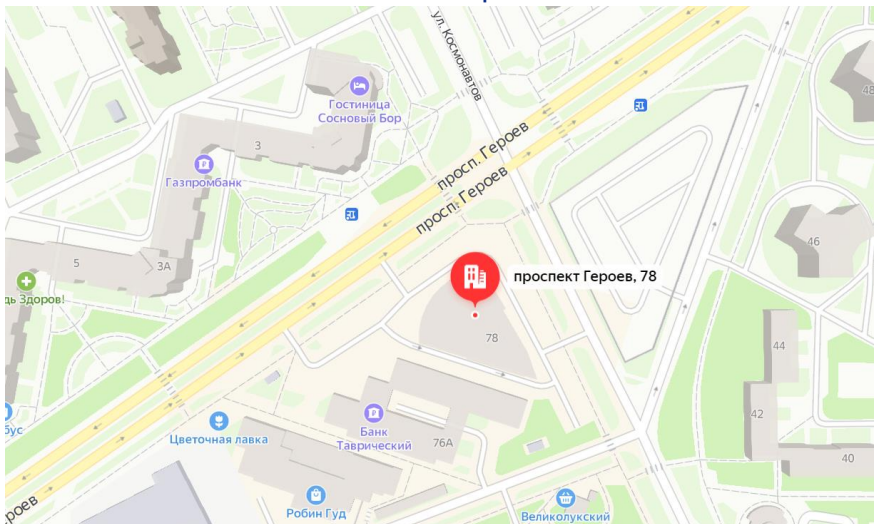 ул. Космонавтов
48
Гостиница
Сосновый Бор
3
просп. Героев
просп. Героев
Газпромбанк
46
5
3А
проспект Героев, 78
дь Здоров!
78
44
42
бус
Цветочная лавка
Банк
Таврический
76А
40
роев
Робин Гуд
Великолукский